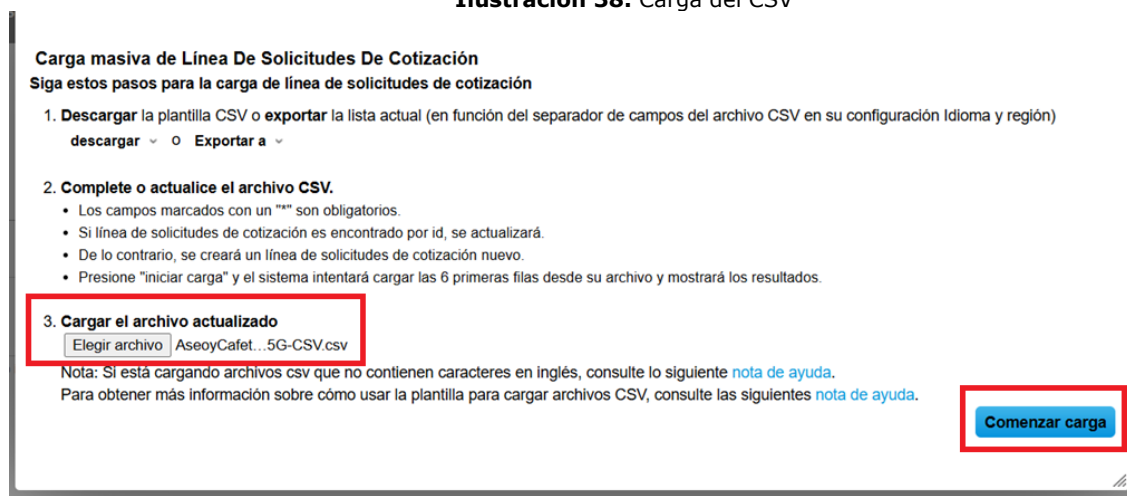 Ilustración 38: Carga del CSV
Carga masiva de Línea De Solicitudes De Cotización
Siga estos pasos para la carga de línea de solicitudes de cotización
1. Descargar la plantilla CSV o exportar la lista actual (en función del separador de campos del archivo CSV en su configuración Idioma y región)
descargar o Exportar a
2. Complete o actualice el archivo CSV.
• Los campos marcados con un "*" son obligatorios.
• Si línea de solicitudes de cotización es encontrado por id, se actualizará.
• De lo contrario, se creará un línea de solicitudes de cotización nuevo.
• Presione "iniciar carga" y el sistema intentará cargar las 6 primeras filas desde su archivo y mostrará los resultados.
3. Cargar el archivo actualizado
Elegir archivo AseoyCafet…5G-CSV.csv
Nota: Si está cargando archivos csv que no contienen caracteres en inglés, consulte lo siguiente nota de ayuda.
Para obtener más información sobre cómo usar la plantilla para cargar archivos CSV, consulte las siguientes nota de ayuda.
Comenzar carga